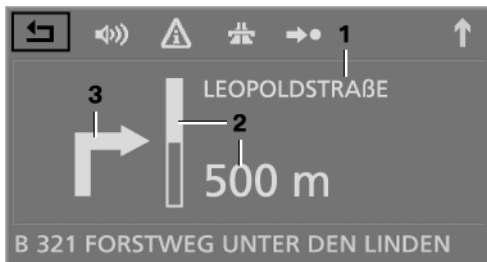 1
LEOPOLDSTRAßE
3
2
500 m
B 321 FORSTWEG UNTER DEN LINDEN